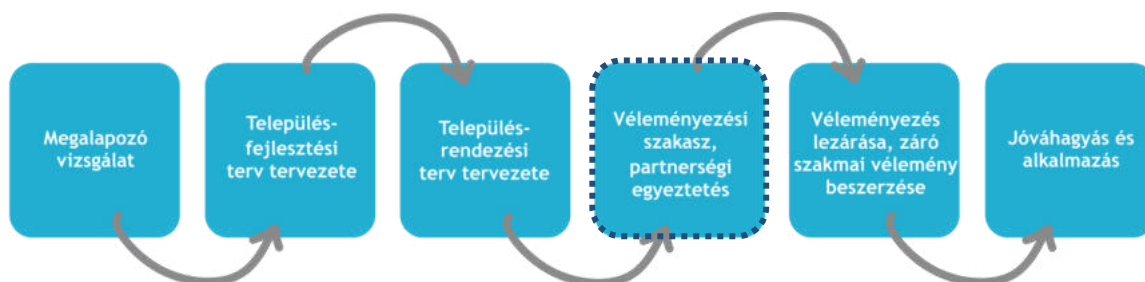 Megalapozó
vizsgálat
Település-
fejlesztési
terv tervezete
Település-
rendezési
terv tervezete
Véleményezési
szakasz,
partnerségi
egyeztetés
Véleményezés
lezárása, záró
szakmai vélemény
beszerzése
Jóváhagyás és
alkalmazás